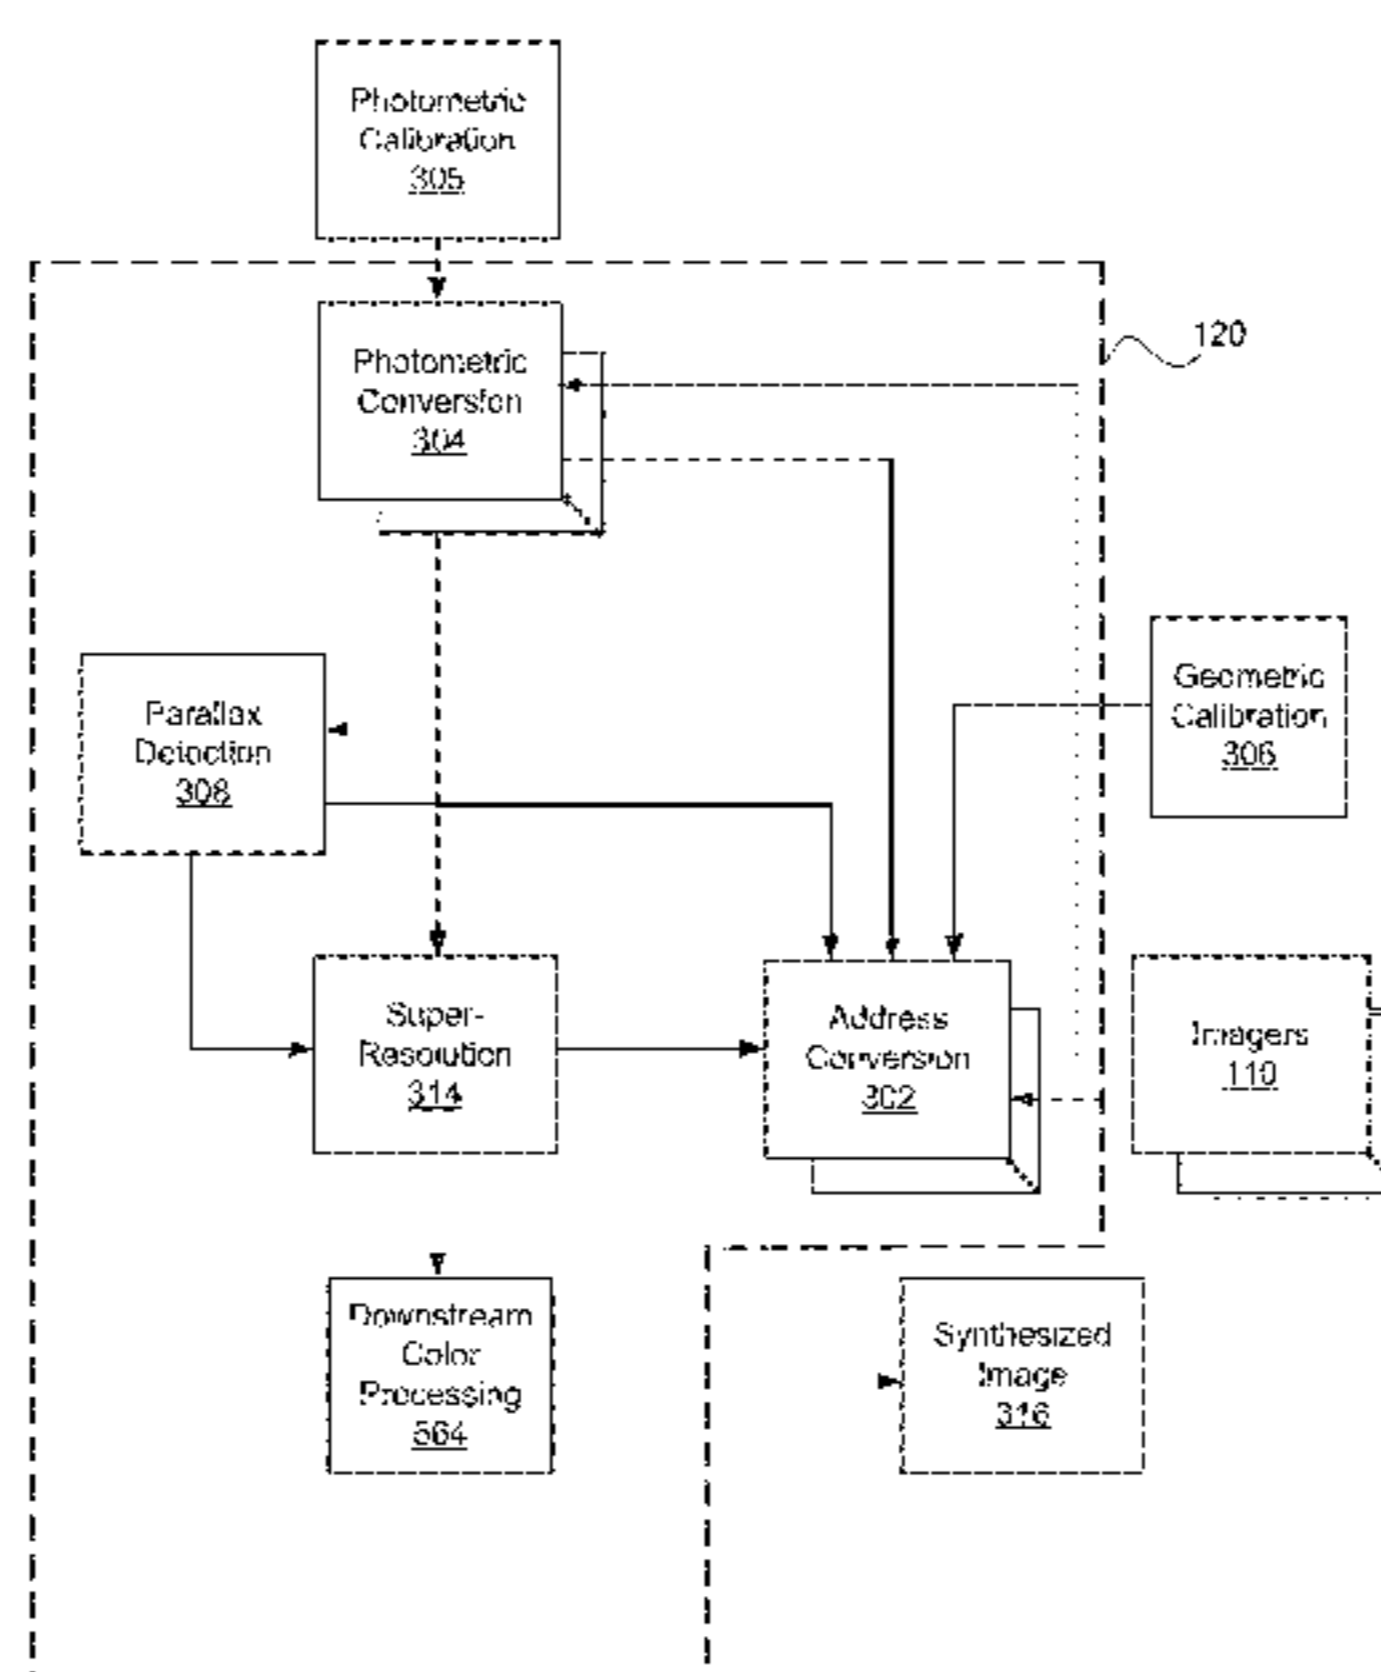 Photometric
Calibration
305
Photometric
Conversion
304
120
Parallax
Detection
308
Geometric
Calibration
306
Super-
Resolution
314
Address
Conversion
302
Imagers
110
Downstream
Color
Processing
564
Synthesized
Image
316